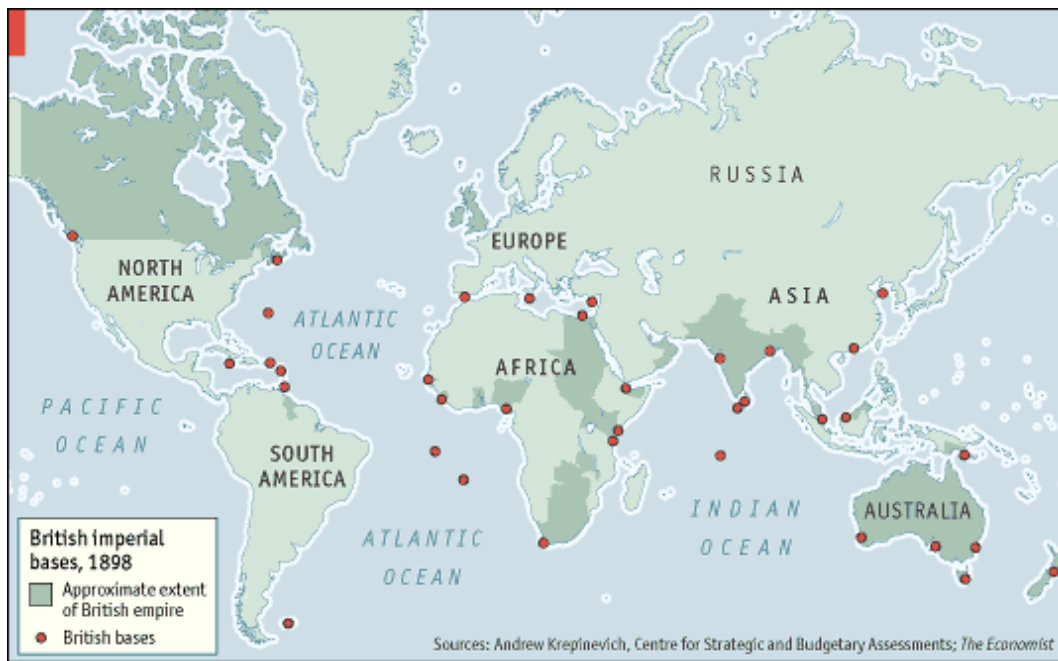 RUSSIA
EUROPE
NORTH
AMERICA
ASIA
ATLANTIC
OCEAN
AFRICA
PACIFIC
OCEAN
SOUTH
AMERICA
INDIAN
OCEAN
AUSTRALIA
ATLANTIC
OCEAN
British imperial
bases, 1898
Approximate extent
of British empire
British bases
Sources: Andrew Krepinevich, Centre for Strategic and Budgetary Assessments; The Economist